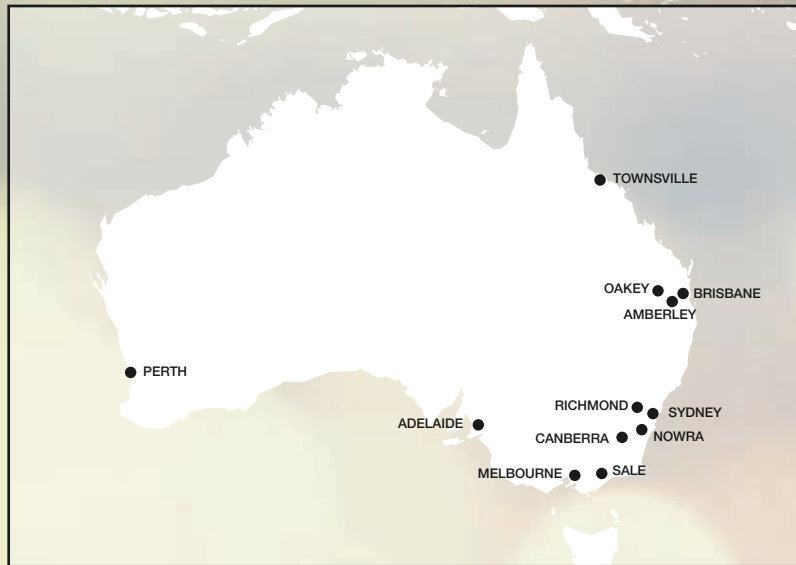 TOWNSVILLE
OAKEY
BRISBANE
AMBERLEY
PERTH
RICHMOND
SYDNEY
ADELAIDE
NOWRA
CANBERRA
MELBOURNE
SALE